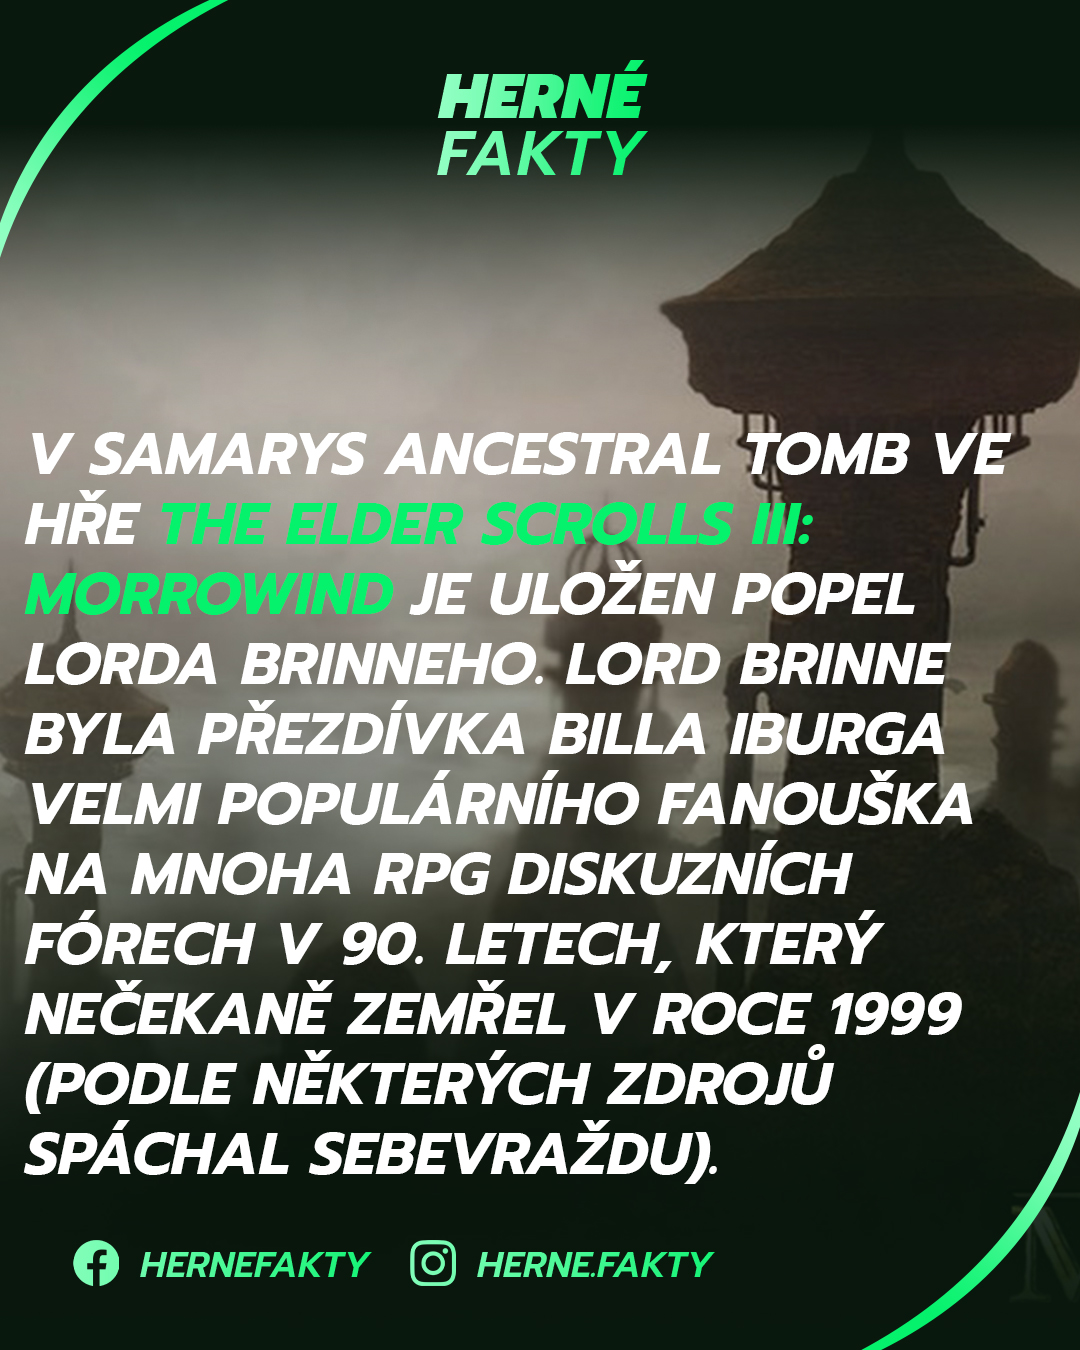 HERNÉ
FAKTY
V SAMARYS ANCESTRAL TOMB VE
HŘE THE ELDER SCROLLS III:
MORROWIND JE ULOŽEN POPEL
LORDA BRINNEHO. LORD BRINNE
BYLA PŘEZDÍVKA BILLA IBURGA
VELMI POPULÁRNÍHO FANOUŠKA
NA MNOHA RPG DISKUZNÍCH
FÓRECH V 90. LETECH, KTERÝ
NEČEKANĚ ZEMŘEL V ROCE 1999
(PODLE NĚKTERÝCH ZDROJŮ
SPÁCHAL SEBEVRAŽDU).
HERNEFAKTY HERNE.FAKTY